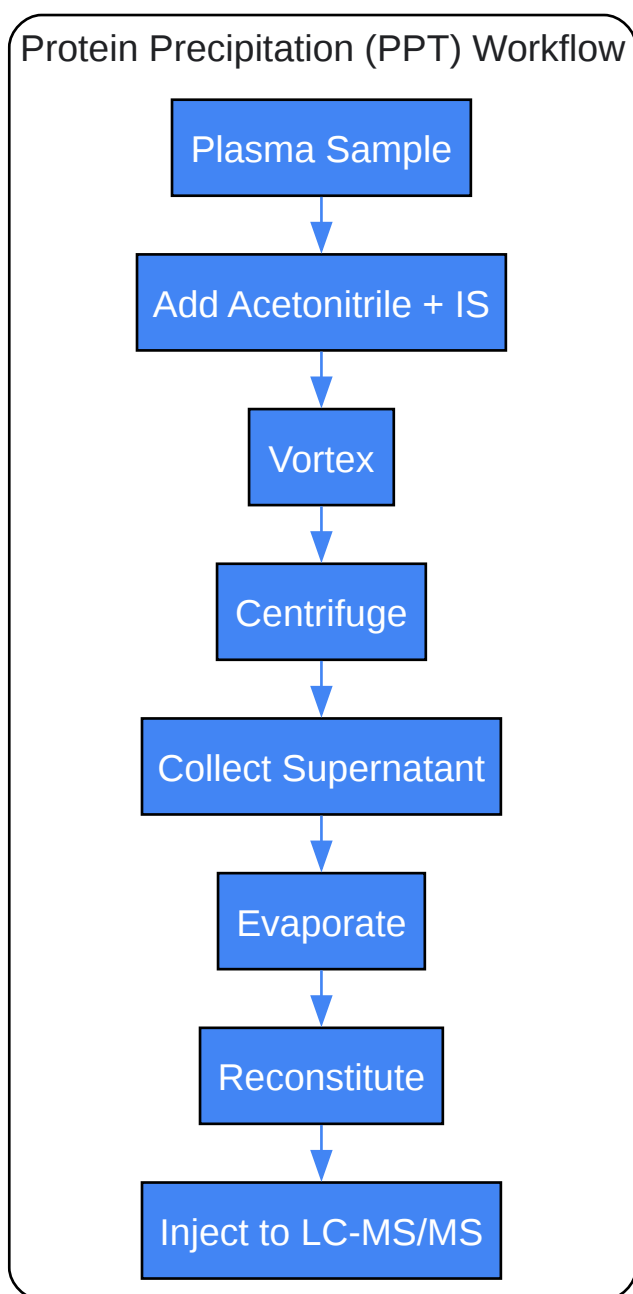 Protein Precipitation (PPT) Workflow
Plasma Sample
Add Acetonitrile + IS
Vortex
Centrifuge
Collect Supernatant
Evaporate
Reconstitute
Inject to LC-MS/MS